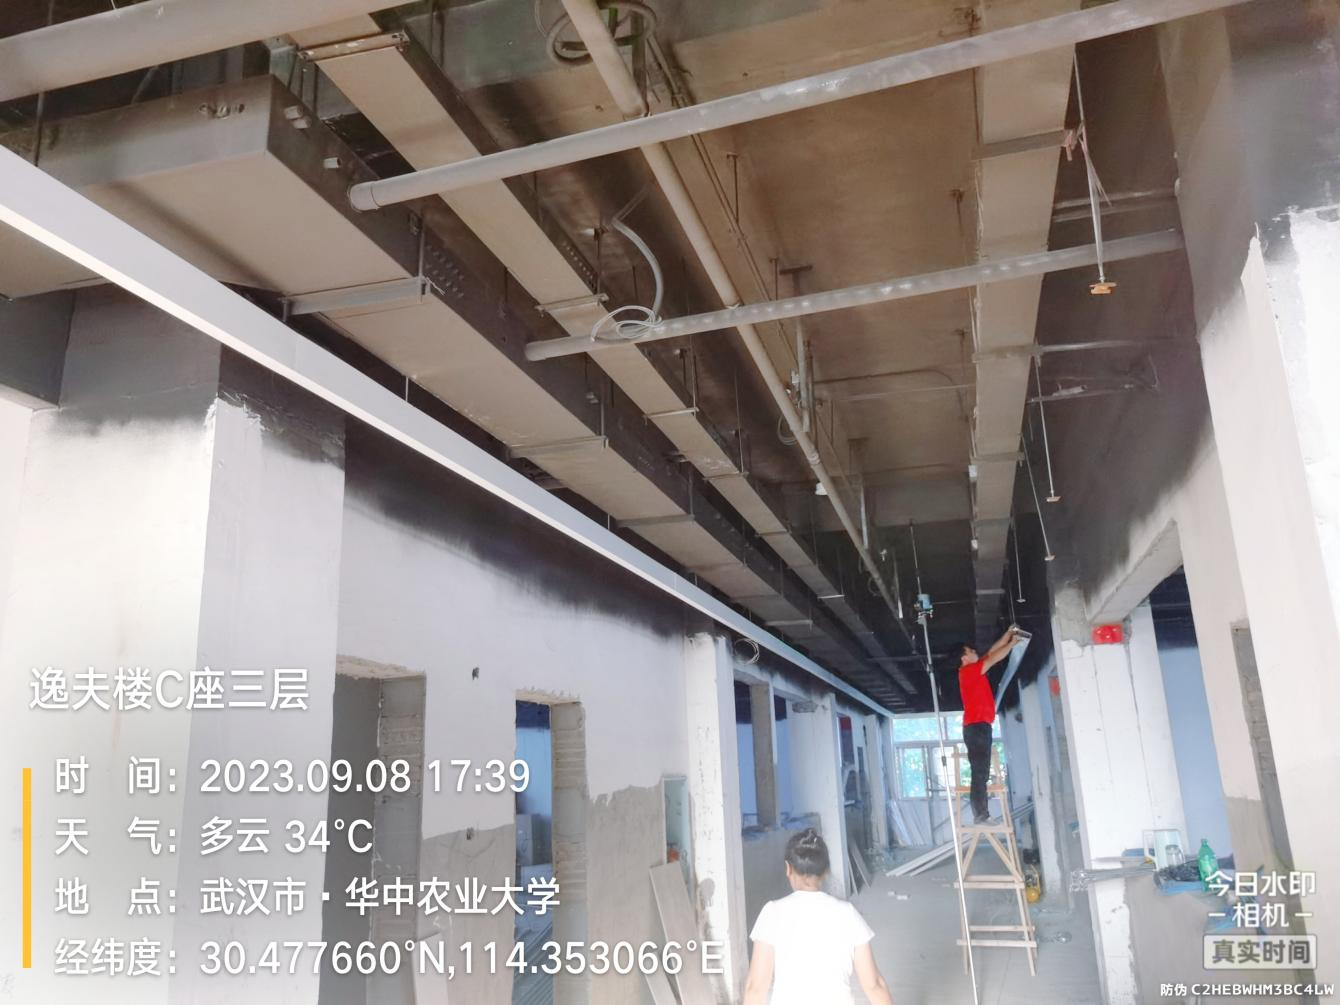 逸夫楼C座三层
时 间：2023.09.08 17:39
天 气：多云 34°C
地 点：武汉市·华中农业大学
经纬度：30.477660°N,114.353066°E
今日水印
-相机-
真实时间
防伪 C2HEBWHM3BC4LW